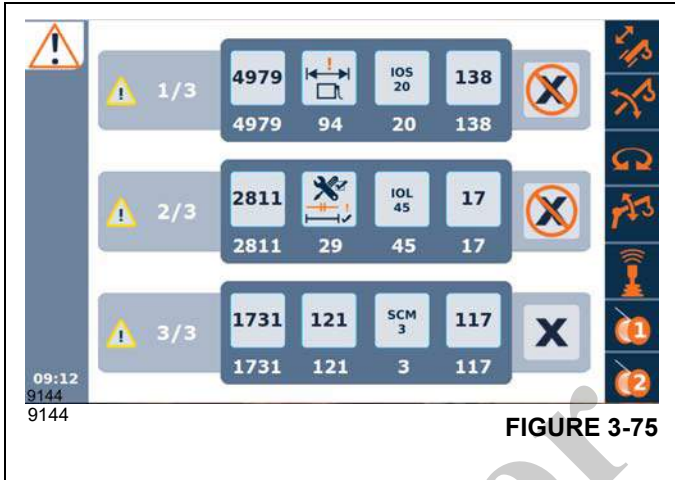 1/3 4979 ! IOS 20 138 X
4979 94 20 138
2/3 2811 ! IOL 45 17 X
2811 29 45 17
3/3 1731 121 SCM 3 117 X
1731 121 3 117
1
2
09:12
9144
9144
FIGURE 3-75